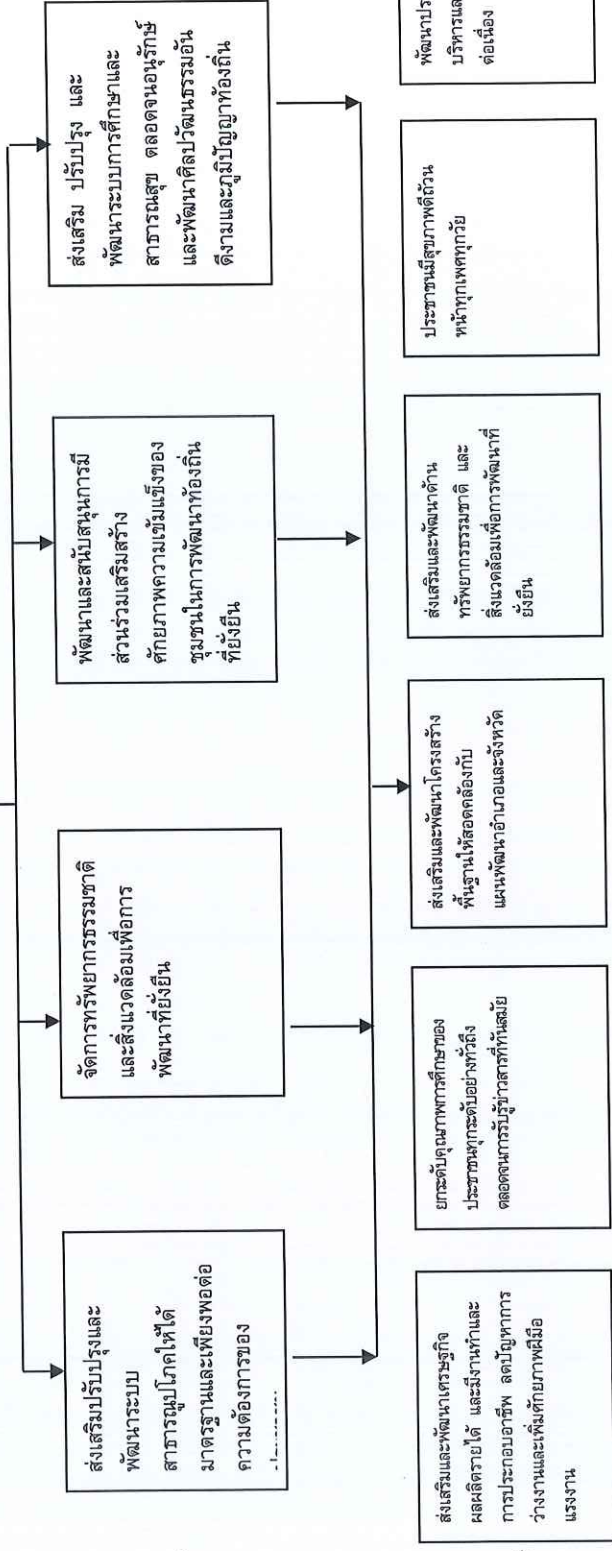 ส่งเสริมปรับปรุงและ
พัฒนาระบบ
สาธารณูปโภคให้ได้
มาตรฐานและเพียงพอต่อ
ความต้องการของ
จัดการทรัพยากรธรรมชาติ
และสิ่งแวดล้อมเพื่อการ
พัฒนาที่ยั่งยืน
พัฒนาและสนับสนุนการมี
ส่วนร่วมเสริมสร้าง
ศักยภาพความเข้มแข็งของ
ชุมชนในการพัฒนาท้องถิ่น
ที่ยั่งยืน
ส่งเสริม ปรับปรุง และ
พัฒนาระบบการศึกษาและ
สาธารณสุข ตลอดจนอนุรักษ์
และพัฒนาศิลปวัฒนธรรมอัน
ดีงามและภูมิปัญญาท้องถิ่น
ส่งเสริมและพัฒนาเศรษฐกิจ
ผลผลิตรายได้ และมีงานทำและ
การประกอบอาชีพ ลดปัญหาการ
ว่างงานและเพิ่มศักยภาพฝีมือ
แรงงาน
ยกระดับคุณภาพการศึกษาของ
ประชาชนทุกระดับอย่างทั่วถึง
ตลอดจนการรับรู้ข่าวสารที่ทันสมัย
ส่งเสริมและพัฒนาโครงสร้าง
พื้นฐานให้สอดคล้องกับ
แผนพัฒนาอำเภอและจังหวัด
ส่งเสริมและพัฒนาด้าน
ทรัพยากรธรรมชาติ และ
สิ่งแวดล้อมเพื่อการพัฒนาที่
ยั่งยืน
ประชาชนมีสุขภาพดีถ้วน
หน้าทุกเพศทุกวัย
พัฒนาประ
บริหารและ
ต่อเนื่อง